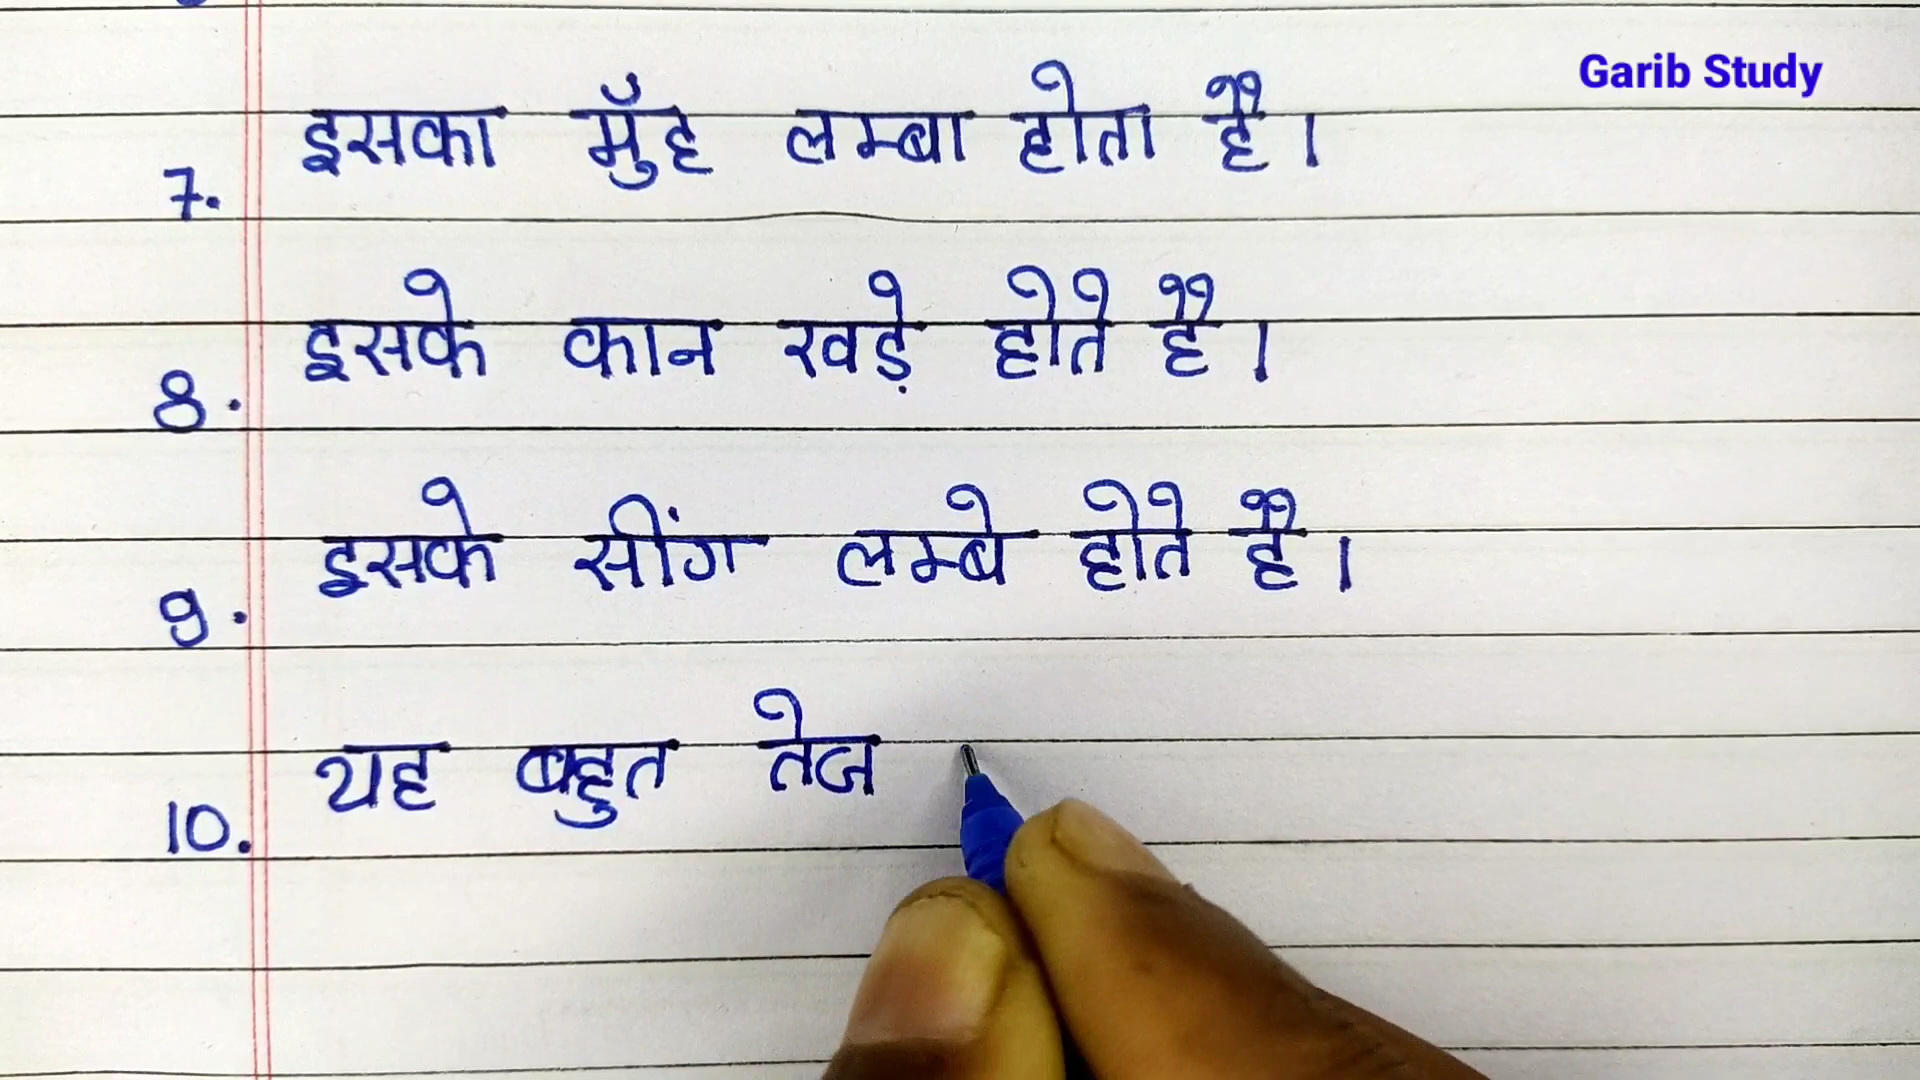 Garib Study
7. इसका मुँह लम्बा होता है।
8. इसके कान खड़े होते है।
9. इसके सींग लम्बे होते है।
10. यह बहुत तेज